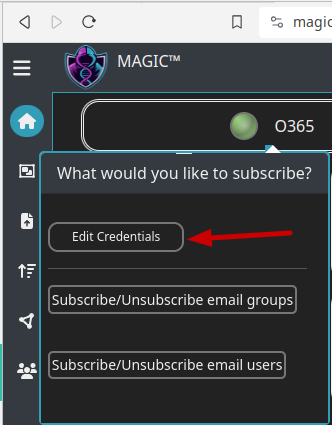 magic
MAGIC™
O365
What would you like to subscribe?
Edit Credentials
Subscribe/Unsubscribe email groups
Subscribe/Unsubscribe email users